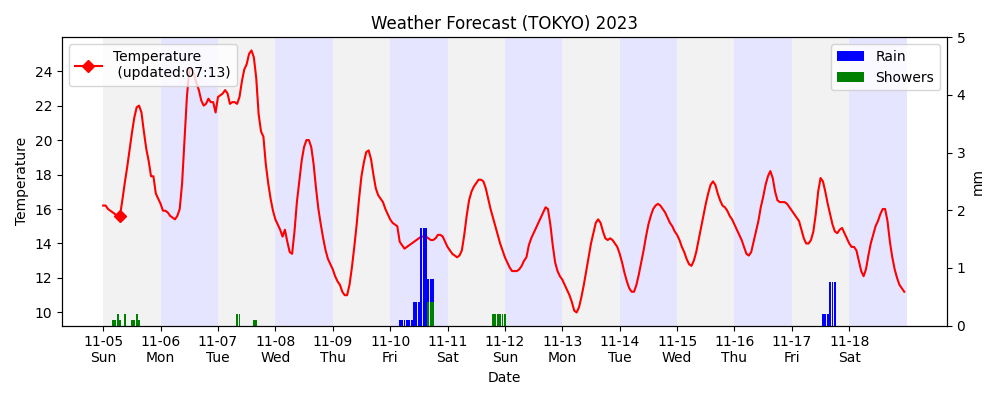 Weather Forecast (TOKYO) 2023
Temperature
(updated:07:13)
Rain
Showers
Temperature
24
22
20
18
16
14
12
10
5
4
3
2
1
0
mm
11-05 11-06 11-07 11-08 11-09 11-10 11-11 11-12 11-13 11-14 11-15 11-16 11-17 11-18
Sun Mon Tue Wed Thu Fri Sat Sun Mon Tue Wed Thu Fri Sat
Date